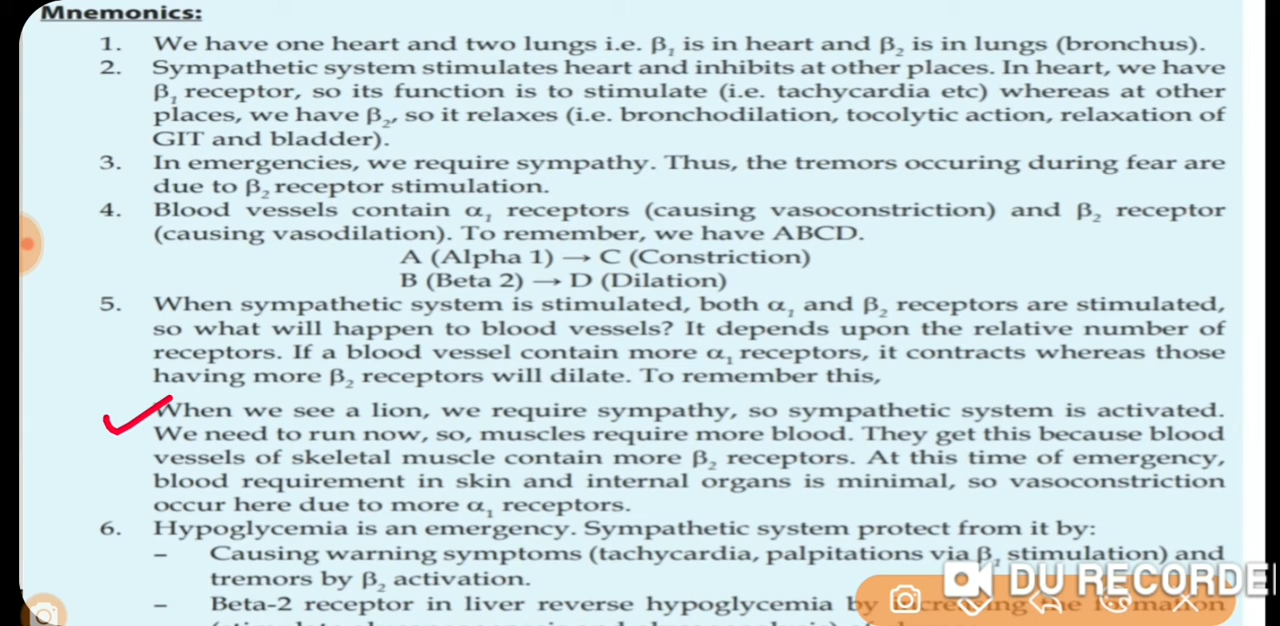 Mnemonics:
1. We have one heart and two lungs i.e. β₁ is in heart and β₂ is in lungs (bronchus).
2. Sympathetic system stimulates heart and inhibits at other places. In heart, we have
β₁ receptor, so its function is to stimulate (i.e. tachycardia etc) whereas at other
places, we have β₂, so it relaxes (i.e. bronchodilation, tocolytic action, relaxation of
GIT and bladder).
3. In emergencies, we require sympathy. Thus, the tremors occuring during fear are
due to β₂ receptor stimulation.
4. Blood vessels contain α₁ receptors (causing vasoconstriction) and β₂ receptor
(causing vasodilation). To remember, we have ABCD.
A (Alpha 1) → C (Constriction)
B (Beta 2) → D (Dilation)
5. When sympathetic system is stimulated, both α₁ and β₂ receptors are stimulated,
so what will happen to blood vessels? It depends upon the relative number of
receptors. If a blood vessel contain more α₁ receptors, it contracts whereas those
having more β₂ receptors will dilate. To remember this,
When we see a lion, we require sympathy, so sympathetic system is activated.
We need to run now, so, muscles require more blood. They get this because blood
vessels of skeletal muscle contain more β₂ receptors. At this time of emergency,
blood requirement in skin and internal organs is minimal, so vasoconstriction
occur here due to more α₁ receptors.
6. Hypoglycemia is an emergency. Sympathetic system protect from it by:
– Causing warning symptoms (tachycardia, palpitations via β₁ stimulation) and
tremors by β₂ activation.
– Beta-2 receptor in liver reverse hypoglycemia by
DU RECORDE